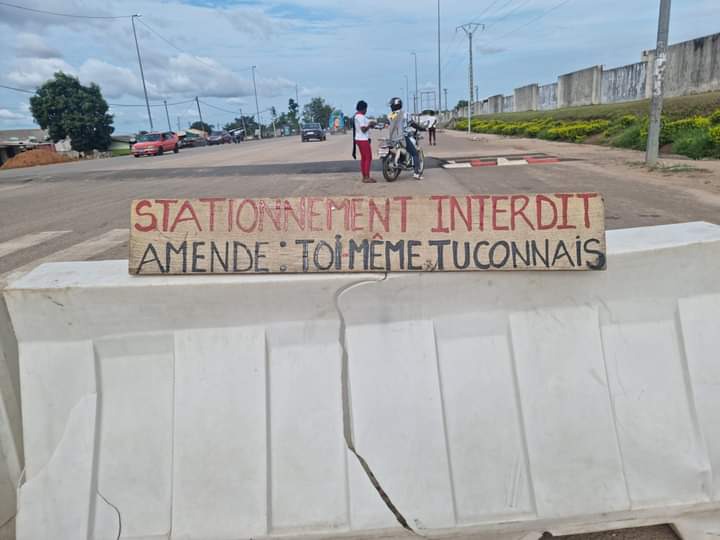 STATIONNEMENT INTERDIT
AMENDE : TOI-MÊME TU CONNAIS